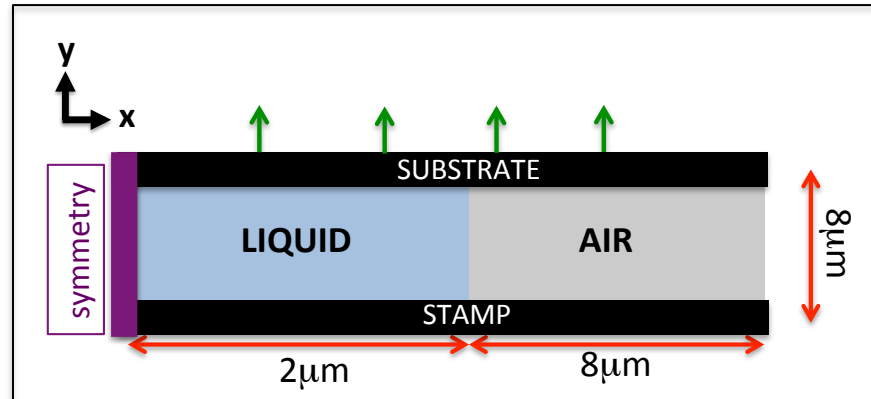 y
x
SUBSTRATE
symmetry
LIQUID
AIR
8μm
STAMP
2μm
8μm